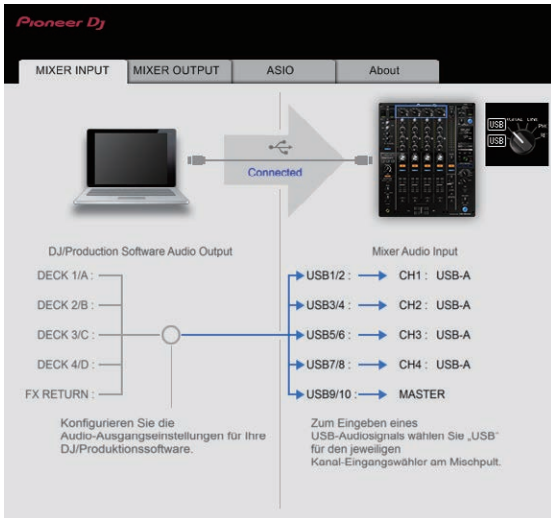 Pioneer Dj
MIXER INPUT
MIXER OUTPUT
ASIO
About
Connected
USB
USB
LINE
DJ/Production Software Audio Output
Mixer Audio Input
DECK 1/A :
DECK 2/B :
DECK 3/C :
DECK 4/D :
FX RETURN :
USB1/2 : CH1 : USB-A
USB3/4 : CH2 : USB-A
USB5/6 : CH3 : USB-A
USB7/8 : CH4 : USB-A
USB9/10 : MASTER
Konfigurieren Sie die
Audio-Ausgangseinstellungen für Ihre
DJ/Produktionssoftware.
Zum Eingeben eines
USB-Audiosignals wählen Sie „USB“
für den jeweiligen
Kanal-Eingangswähler am Mischpult.